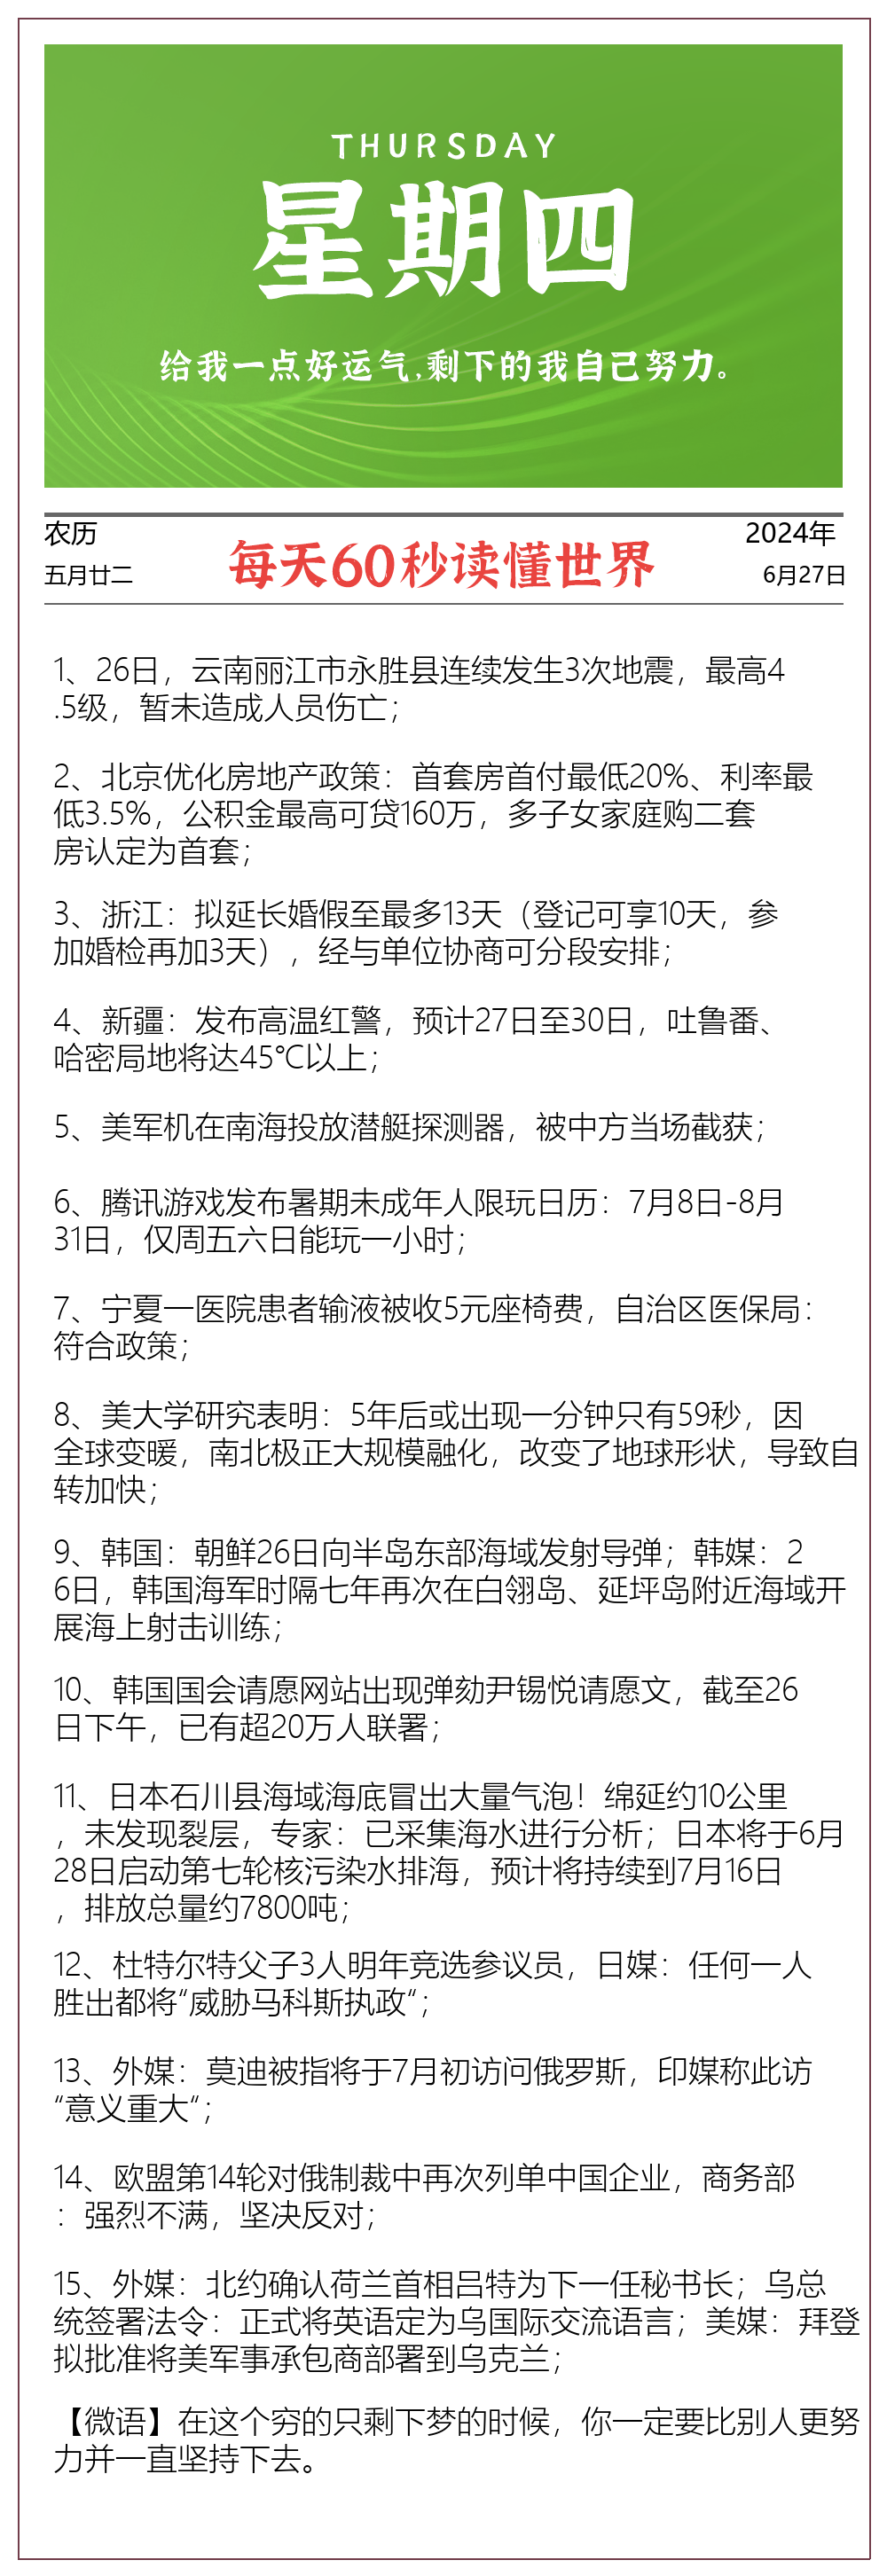 THURSDAY
星期四
给我一点好运气,剩下的我自己努力。
农历
五月廿二
每天60秒读懂世界
2024年
6月27日
1、26日，云南丽江市永胜县连续发生3次地震，最高4
.5级，暂未造成人员伤亡；
2、北京优化房地产政策：首套房首付最低20%、利率最
低3.5%，公积金最高可贷160万，多子女家庭购二套
房认定为首套；
3、浙江：拟延长婚假至最多13天（登记可享10天，参
加婚检再加3天），经与单位协商可分段安排；
4、新疆：发布高温红警，预计27日至30日，吐鲁番、
哈密局地将达45℃以上；
5、美军机在南海投放潜艇探测器，被中方当场截获；
6、腾讯游戏发布暑期未成年人限玩日历：7月8日-8月
31日，仅周五六日能玩一小时；
7、宁夏一医院患者输液被收5元座椅费，自治区医保局：
符合政策；
8、美大学研究表明：5年后或出现一分钟只有59秒，因
全球变暖，南北极正大规模融化，改变了地球形状，导致自
转加快；
9、韩国：朝鲜26日向半岛东部海域发射导弹；韩媒：2
6日，韩国海军时隔七年再次在白翎岛、延坪岛附近海域开
展海上射击训练；
10、韩国国会请愿网站出现弹劾尹锡悦请愿文，截至26
日下午，已有超20万人联署；
11、日本石川县海域海底冒出大量气泡！绵延约10公里
，未发现裂层，专家：已采集海水进行分析；日本将于6月
28日启动第七轮核污染水排海，预计将持续到7月16日
，排放总量约7800吨；
12、杜特尔特父子3人明年竞选参议员，日媒：任何一人
胜出都将“威胁马科斯执政“；
13、外媒：莫迪被指将于7月初访问俄罗斯，印媒称此访
“意义重大“；
14、欧盟第14轮对俄制裁中再次列单中国企业，商务部
：强烈不满，坚决反对；
15、外媒：北约确认荷兰首相吕特为下一任秘书长；乌总
统签署法令：正式将英语定为乌国际交流语言；美媒：拜登
拟批准将美军事承包商部署到乌克兰；
【微语】在这个穷的只剩下梦的时候，你一定要比别人更努
力并一直坚持下去。